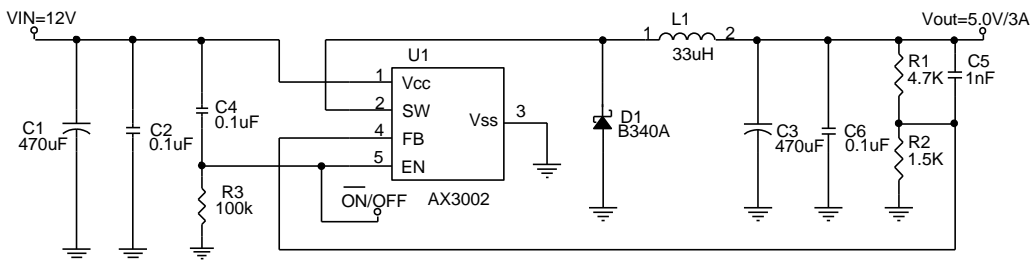 VIN=12V
Vout=5.0V/3A
L1
1 2
33uH
U1
1 Vcc
2 SW
4 FB
5 EN
Vss 3
AX3002
C1
470uF
C2
0.1uF
C4
0.1uF
R3
100k
ON/OFF
D1
B340A
C3
470uF
C6
0.1uF
R1
4.7K
C5
1nF
R2
1.5K